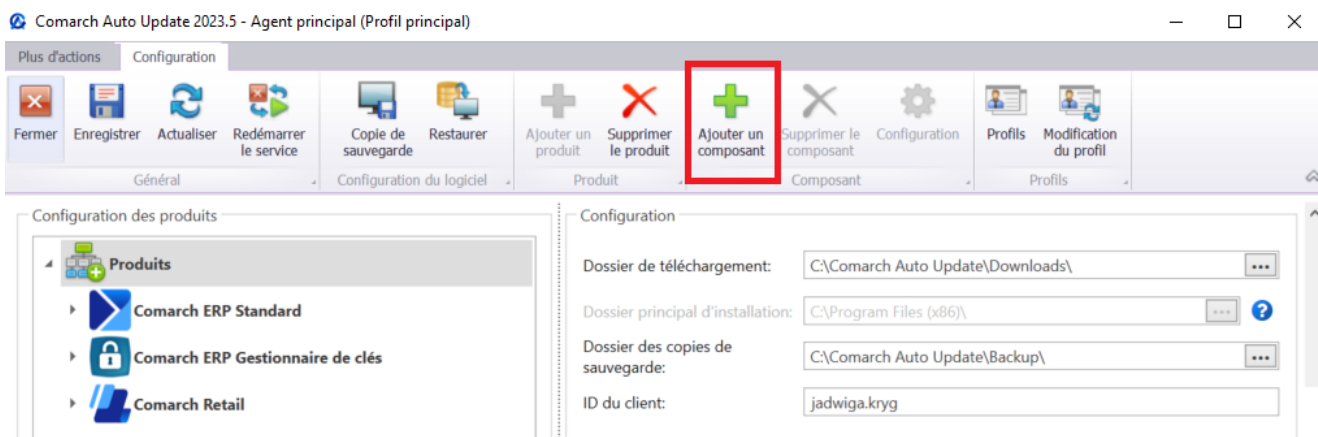 Comarch Auto Update 2023.5 - Agent principal (Profil principal)
Plus d'actions Configuration
Fermer Enregistrer Actualiser Redémarrer le service Copie de sauvegarde Restaurer Ajouter un produit Supprimer le produit Ajouter un composant Supprimer le composant Configuration Profils Modification du profil
Général Configuration du logiciel Produit Composant Profils
Configuration des produits
Produits
Comarch ERP Standard
Comarch ERP Gestionnaire de clés
Comarch Retail
Configuration
Dossier de téléchargement: C:\Comarch Auto Update\Downloads\ ...
Dossier principal d'installation: C:\Program Files (x86)\ ... ?
Dossier des copies de
sauvegarde: C:\Comarch Auto Update\Backup\ ...
ID du client: jadwiga.kryg